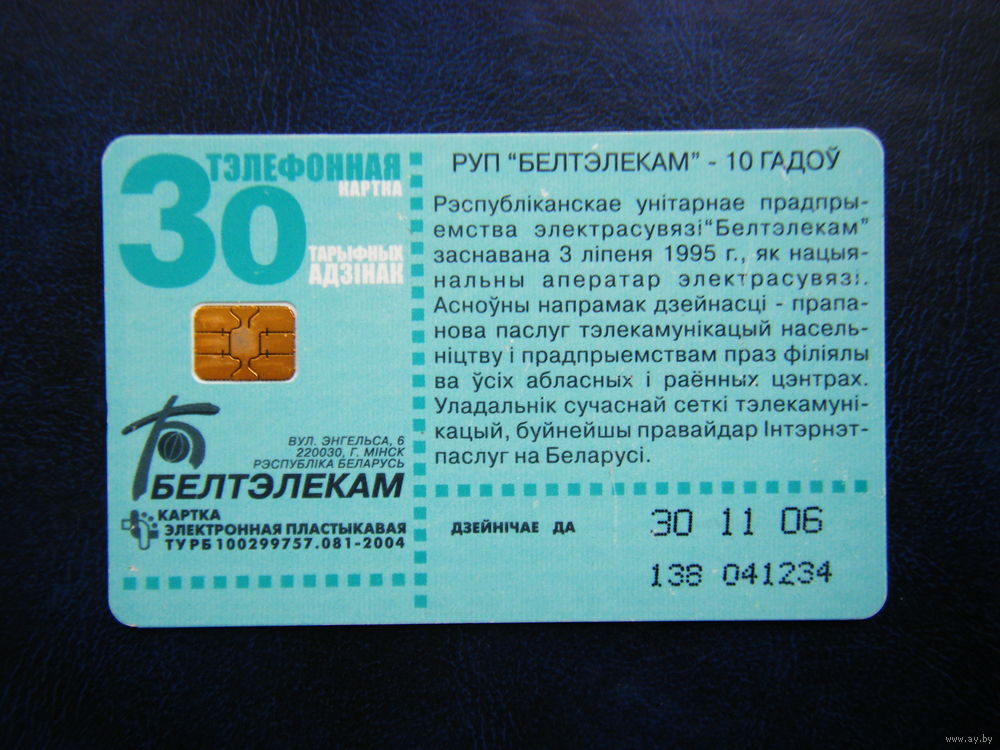 30
ТЭЛЕФОННАЯ
КАРТКА
ТАРЫФНЫХ
АДЗІНАК
ВУЛ. ЭНГЕЛЬСА, 6
220030, Г. МІНСК
РЭСПУБЛІКА БЕЛАРУСЬ
БЕЛТЭЛЕКАМ
КАРТКА
ЭЛЕКТРОННАЯ ПЛАСТЫКАВАЯ
ТУ РБ 100299757.081-2004
РУП “БЕЛТЭЛЕКАМ” - 10 ГАДОЎ
Рэспубліканскае унітарнае прадпры-
емства электрасувязі“Белтэлекам”
заснавана 3 ліпеня 1995 г., як нацыя-
нальны аператар электрасувязі.
Асноўны напрамак дзейнасці - прапа-
нова паслуг тэлекамунікацый насель-
ніцтву і прадпрыемствам праз філіялы
ва ўсіх абласных і раённых цэнтрах.
Уладальнік сучаснай сеткі тэлекамуні-
кацый, буйнейшы правайдар Інтэрнэт-
паслуг на Беларусі.
ДЗЕЙНІЧАЕ ДА
30 11 06
138 041234
www.ay.by